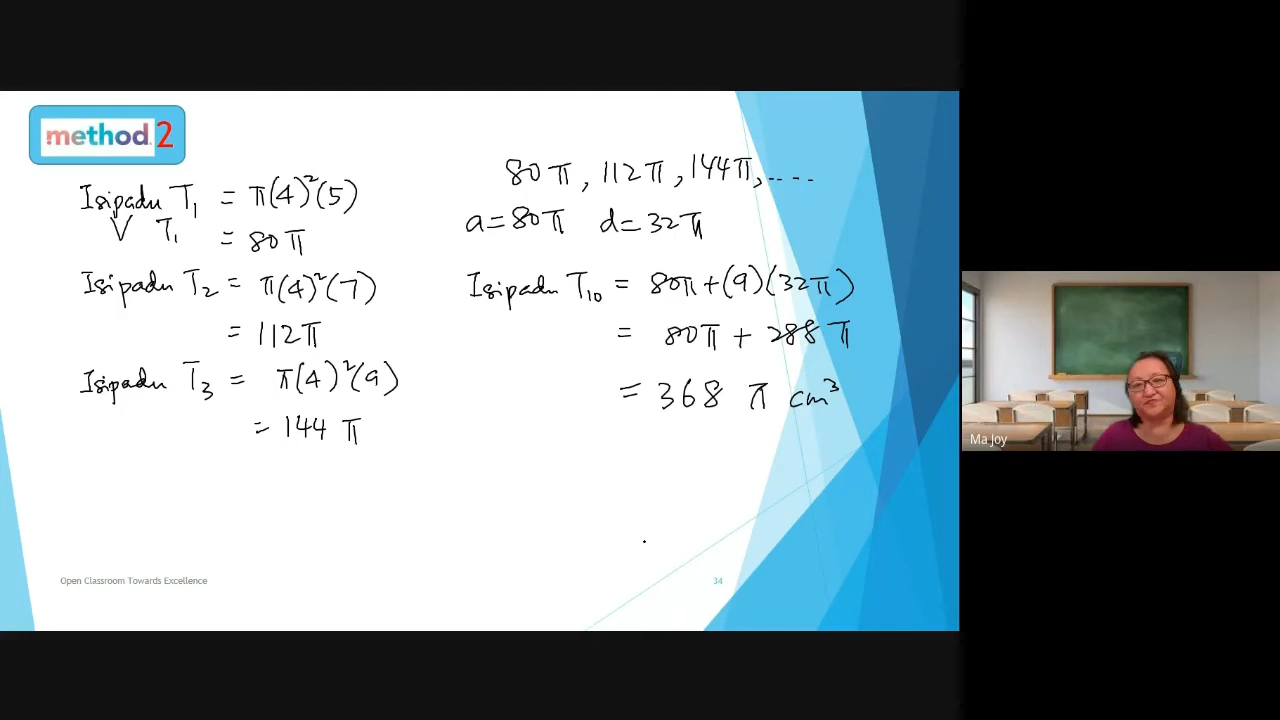 method 2
Isipadu T₁ = π(4)²(5)
V T₁ = 80π
Isipadu T₂ = π(4)²(7)
= 112π
Isipadu T₃ = π(4)²(9)
= 144 π
80π, 112π, 144π, ....
a = 80π d = 32π
Isipadu T₁₀ = 80π + (9)(32π)
= 80π + 288 π
= 368 π cm³
Open Classroom Towards Excellence
34
Ma Joy